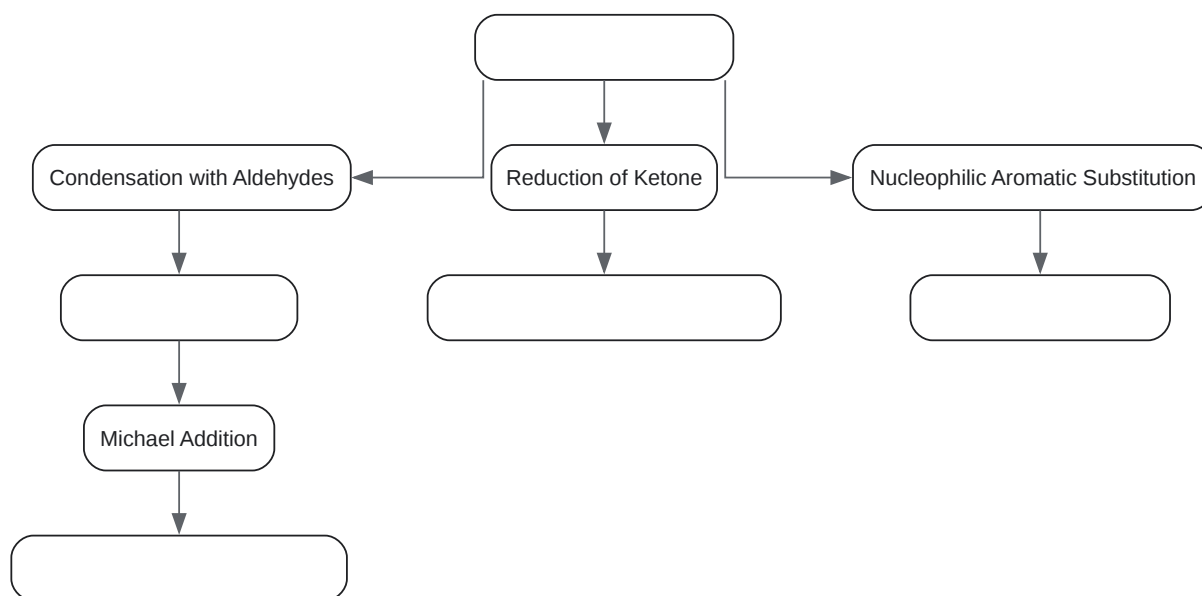 Condensation with Aldehydes
Reduction of Ketone
Nucleophilic Aromatic Substitution
Michael Addition